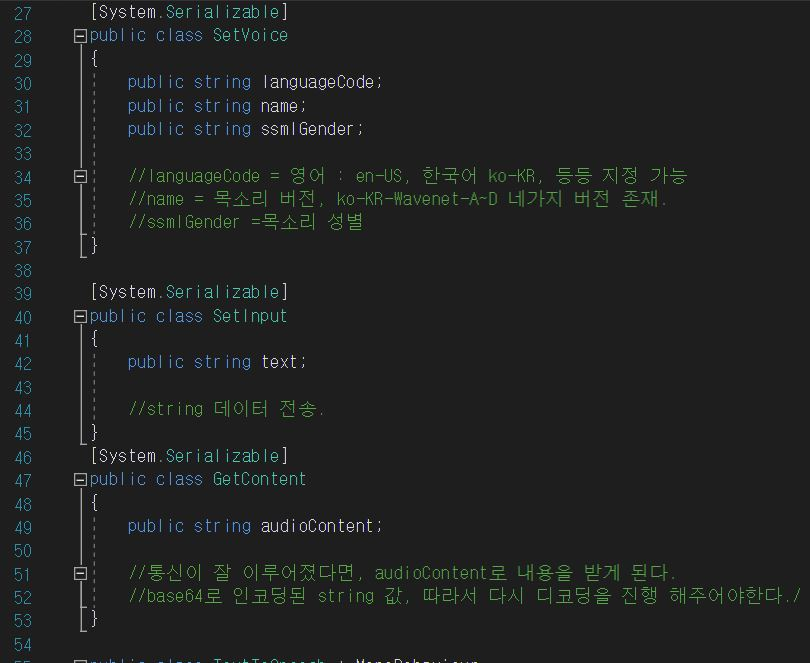 27 [System.Serializable]
28 public class SetVoice
29 {
30 public string languageCode;
31 public string name;
32 public string ssmlGender;
33
34 //languageCode = 영어 : en-US, 한국어 ko-KR, 등등 지정 가능
35 //name = 목소리 버전, ko-KR-Wavenet-A~D 네가지 버전 존재.
36 //ssmlGender =목소리 성별
37 }
38
39 [System.Serializable]
40 public class SetInput
41 {
42 public string text;
43
44 //string 데이터 전송.
45 }
46 [System.Serializable]
47 public class GetContent
48 {
49 public string audioContent;
50
51 //통신이 잘 이루어졌다면, audioContent로 내용을 받게 된다.
52 //base64로 인코딩된 string 값, 따라서 다시 디코딩을 진행 해주어야한다./
53 }
54
55 public class TextToSpeech : MonoBehaviour